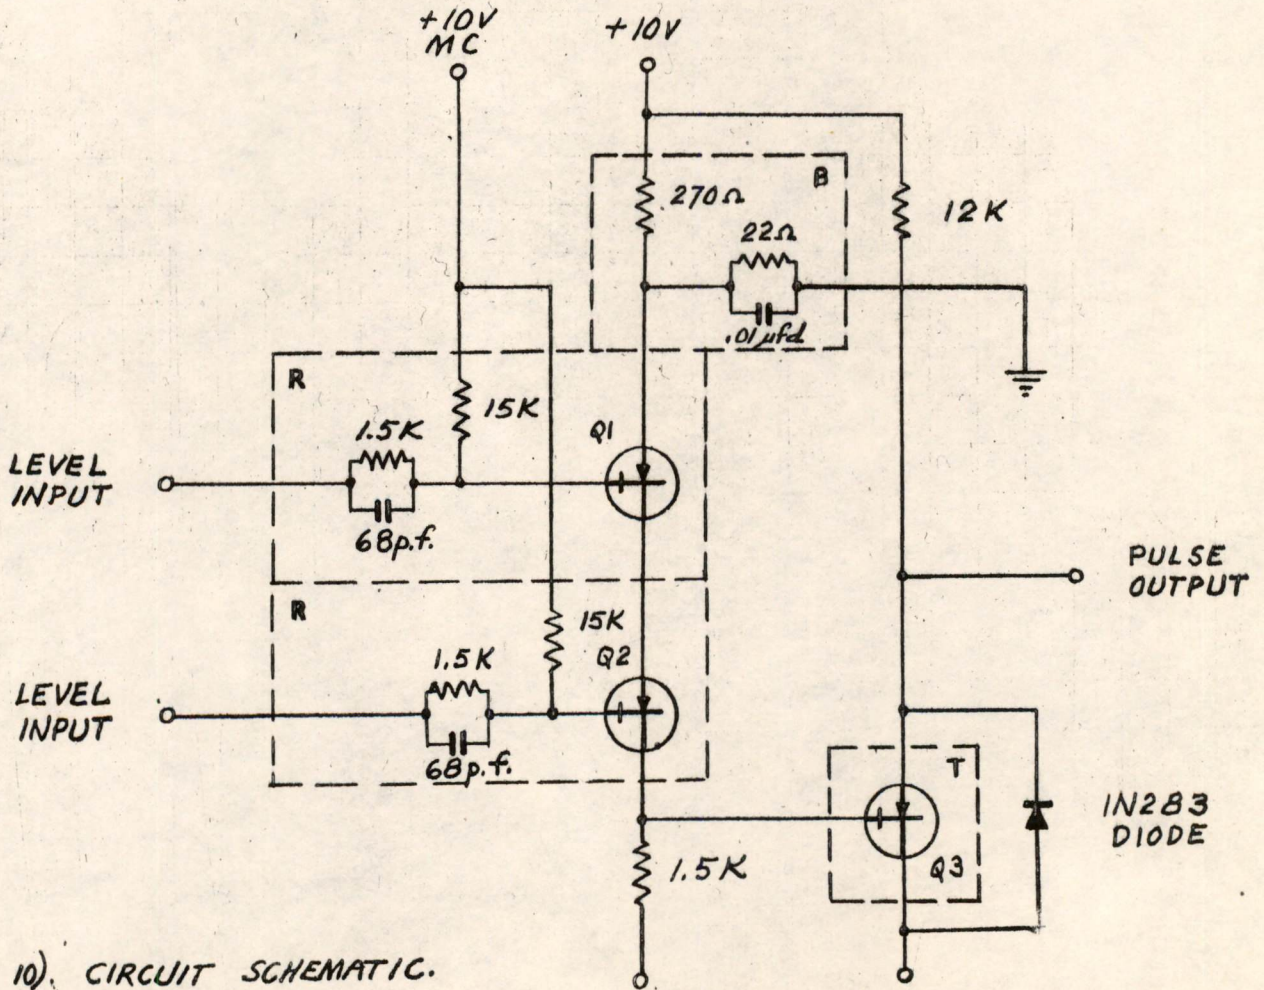 +10V
MC
+10V
270Ω
B
22Ω
.01µfd
12K
R
15K
1.5K
68p.f.
Q1
LEVEL
INPUT
PULSE
OUTPUT
R
15K
1.5K
68p.f.
Q2
LEVEL
INPUT
T
Q3
IN283
DIODE
1.5K
10). CIRCUIT SCHEMATIC.